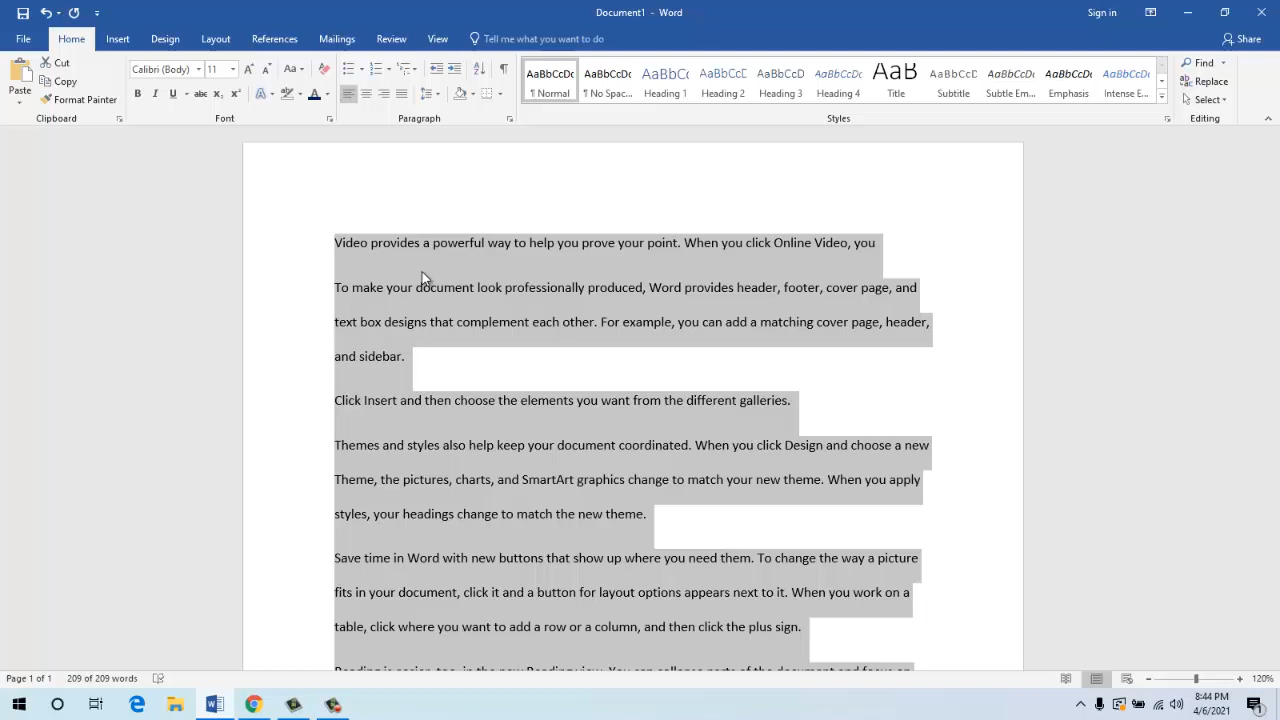 Document1 - Word
Sign in
File Home Insert Design Layout References Mailings Review View Tell me what you want to do Share
Paste
Cut
Copy
Format Painter
Calibri (Body) 11 Aa
B I U abc X₂ X² A A
AaBbCcDc AaBbCcDc AaBbCc AaBbCcD AaBbCcD AaBbCcD AaB AaBbCcD AaBbCcDc AaBbCcDc AaBbCcDc
¶ Normal ¶ No Spac... Heading 1 Heading 2 Heading 3 Heading 4 Title Subtitle Subtle Em... Emphasis Intense E...
Find
Replace
Select
Clipboard Font Paragraph Styles Editing
Video provides a powerful way to help you prove your point. When you click Online Video, you
To make your document look professionally produced, Word provides header, footer, cover page, and
text box designs that complement each other. For example, you can add a matching cover page, header,
and sidebar.
Click Insert and then choose the elements you want from the different galleries.
Themes and styles also help keep your document coordinated. When you click Design and choose a new
Theme, the pictures, charts, and SmartArt graphics change to match your new theme. When you apply
styles, your headings change to match the new theme.
Save time in Word with new buttons that show up where you need them. To change the way a picture
fits in your document, click it and a button for layout options appears next to it. When you work on a
table, click where you want to add a row or a column, and then click the plus sign.
Reading is easier, too, in the new Reading view. You can collapse parts of the document and focus on
Page 1 of 1 209 of 209 words 120%
8:44 PM
4/6/2021